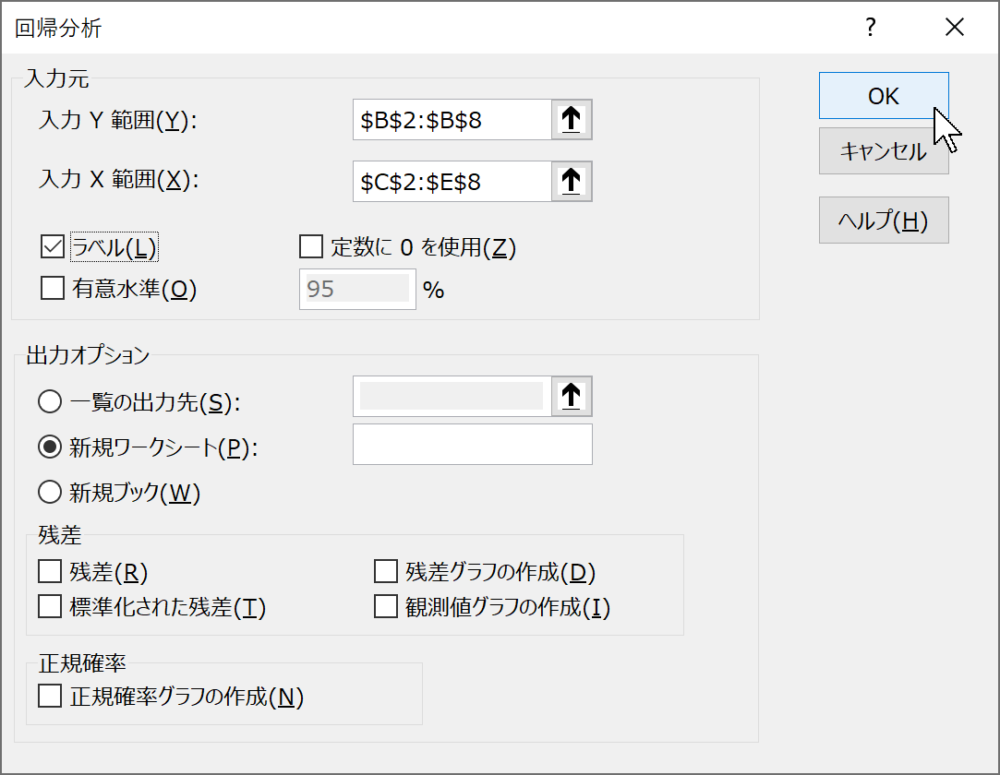 回帰分析
?
入力元
入力 Y 範囲(Y):
$B$2:$B$8
入力 X 範囲(X):
$C$2:$E$8
ラベル(L)
定数に 0 を使用(Z)
有意水準(O)
95
%
OK
キャンセル
ヘルプ(H)
出力オプション
一覧の出力先(S):
新規ワークシート(P):
新規ブック(W)
残差
残差(R)
残差グラフの作成(D)
標準化された残差(T)
観測値グラフの作成(I)
正規確率
正規確率グラフの作成(N)